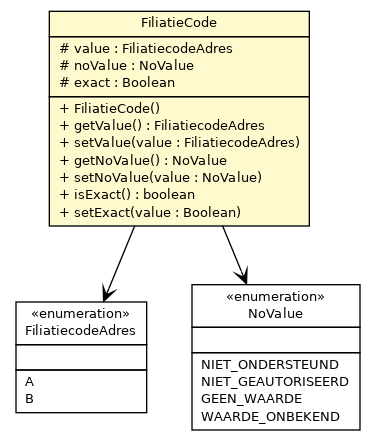 FiliatieCode
# value : FiliatiecodeAdres
# noValue : NoValue
# exact : Boolean
+ FiliatieCode()
+ getValue() : FiliatiecodeAdres
+ setValue(value : FiliatiecodeAdres)
+ getNoValue() : NoValue
+ setNoValue(value : NoValue)
+ isExact() : boolean
+ setExact(value : Boolean)
«enumeration»
FiliatiecodeAdres
A
B
«enumeration»
NoValue
NIET_ONDERSTEUND
NIET_GEAUTORISEERD
GEEN_WAARDE
WAARDE_ONBEKEND